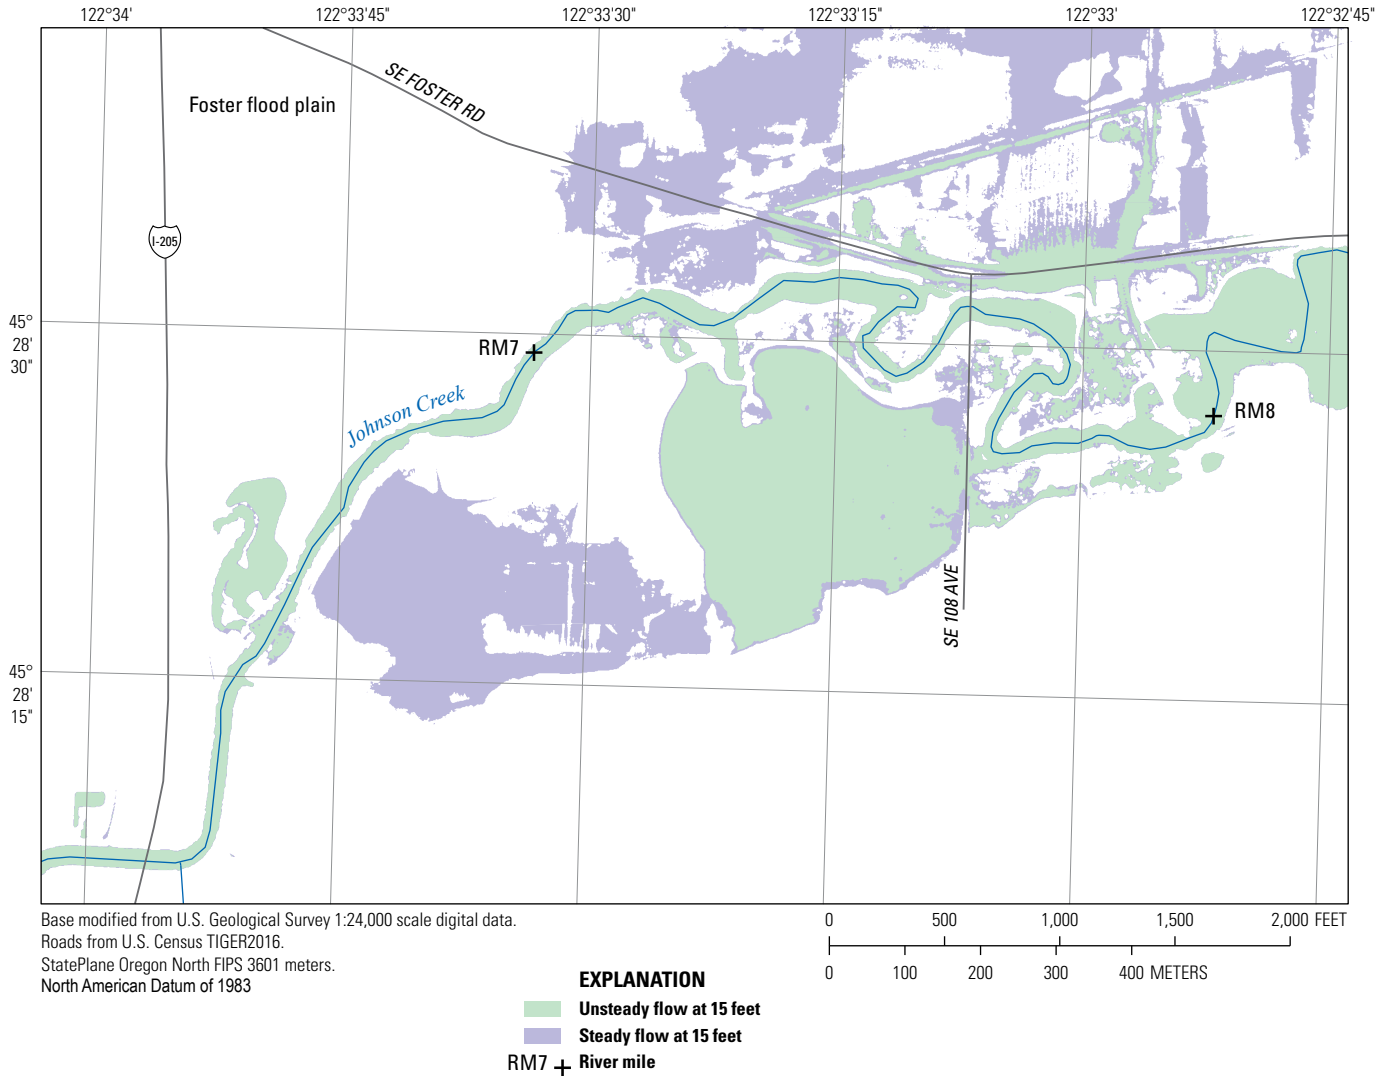 122°34'
122°33'45"
122°33'30"
122°33'15"
122°33'
122°32'45"
Foster flood plain
SE FOSTER RD
I-205
45°
28'
30"
RM7
Johnson Creek
RM8
SE 108 AVE
45°
28'
15"
Base modified from U.S. Geological Survey 1:24,000 scale digital data.
Roads from U.S. Census TIGER2016.
StatePlane Oregon North FIPS 3601 meters.
North American Datum of 1983
0 500 1,000 1,500 2,000 FEET
0 100 200 300 400 METERS
EXPLANATION
Unsteady flow at 15 feet
Steady flow at 15 feet
RM7 River mile